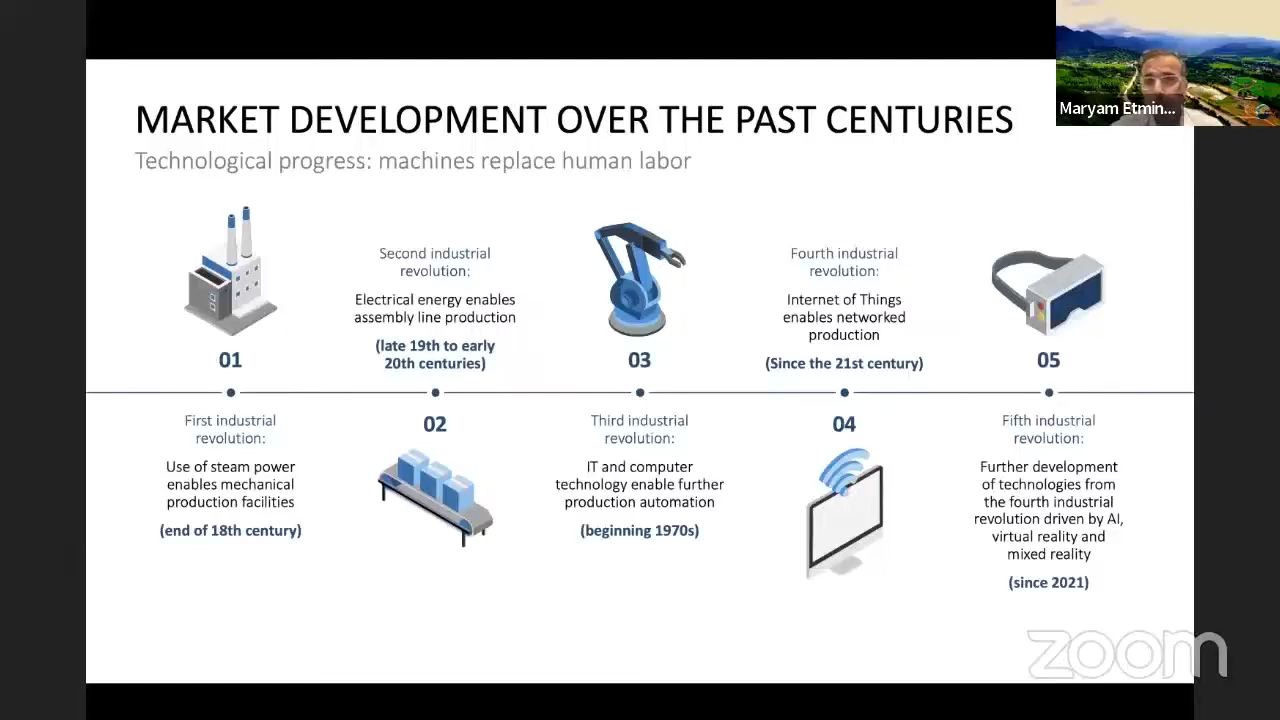 MARKET DEVELOPMENT OVER THE PAST CENTURIES
Technological progress: machines replace human labor
Maryam Etmin...
01
First industrial
revolution:
Use of steam power
enables mechanical
production facilities
(end of 18th century)
Second industrial
revolution:
Electrical energy enables
assembly line production
(late 19th to early
20th centuries)
02
03
Third industrial
revolution:
IT and computer
technology enable further
production automation
(beginning 1970s)
Fourth industrial
revolution:
Internet of Things
enables networked
production
(Since the 21st century)
04
05
Fifth industrial
revolution:
Further development
of technologies from
the fourth industrial
revolution driven by AI,
virtual reality and
mixed reality
(since 2021)
zoom